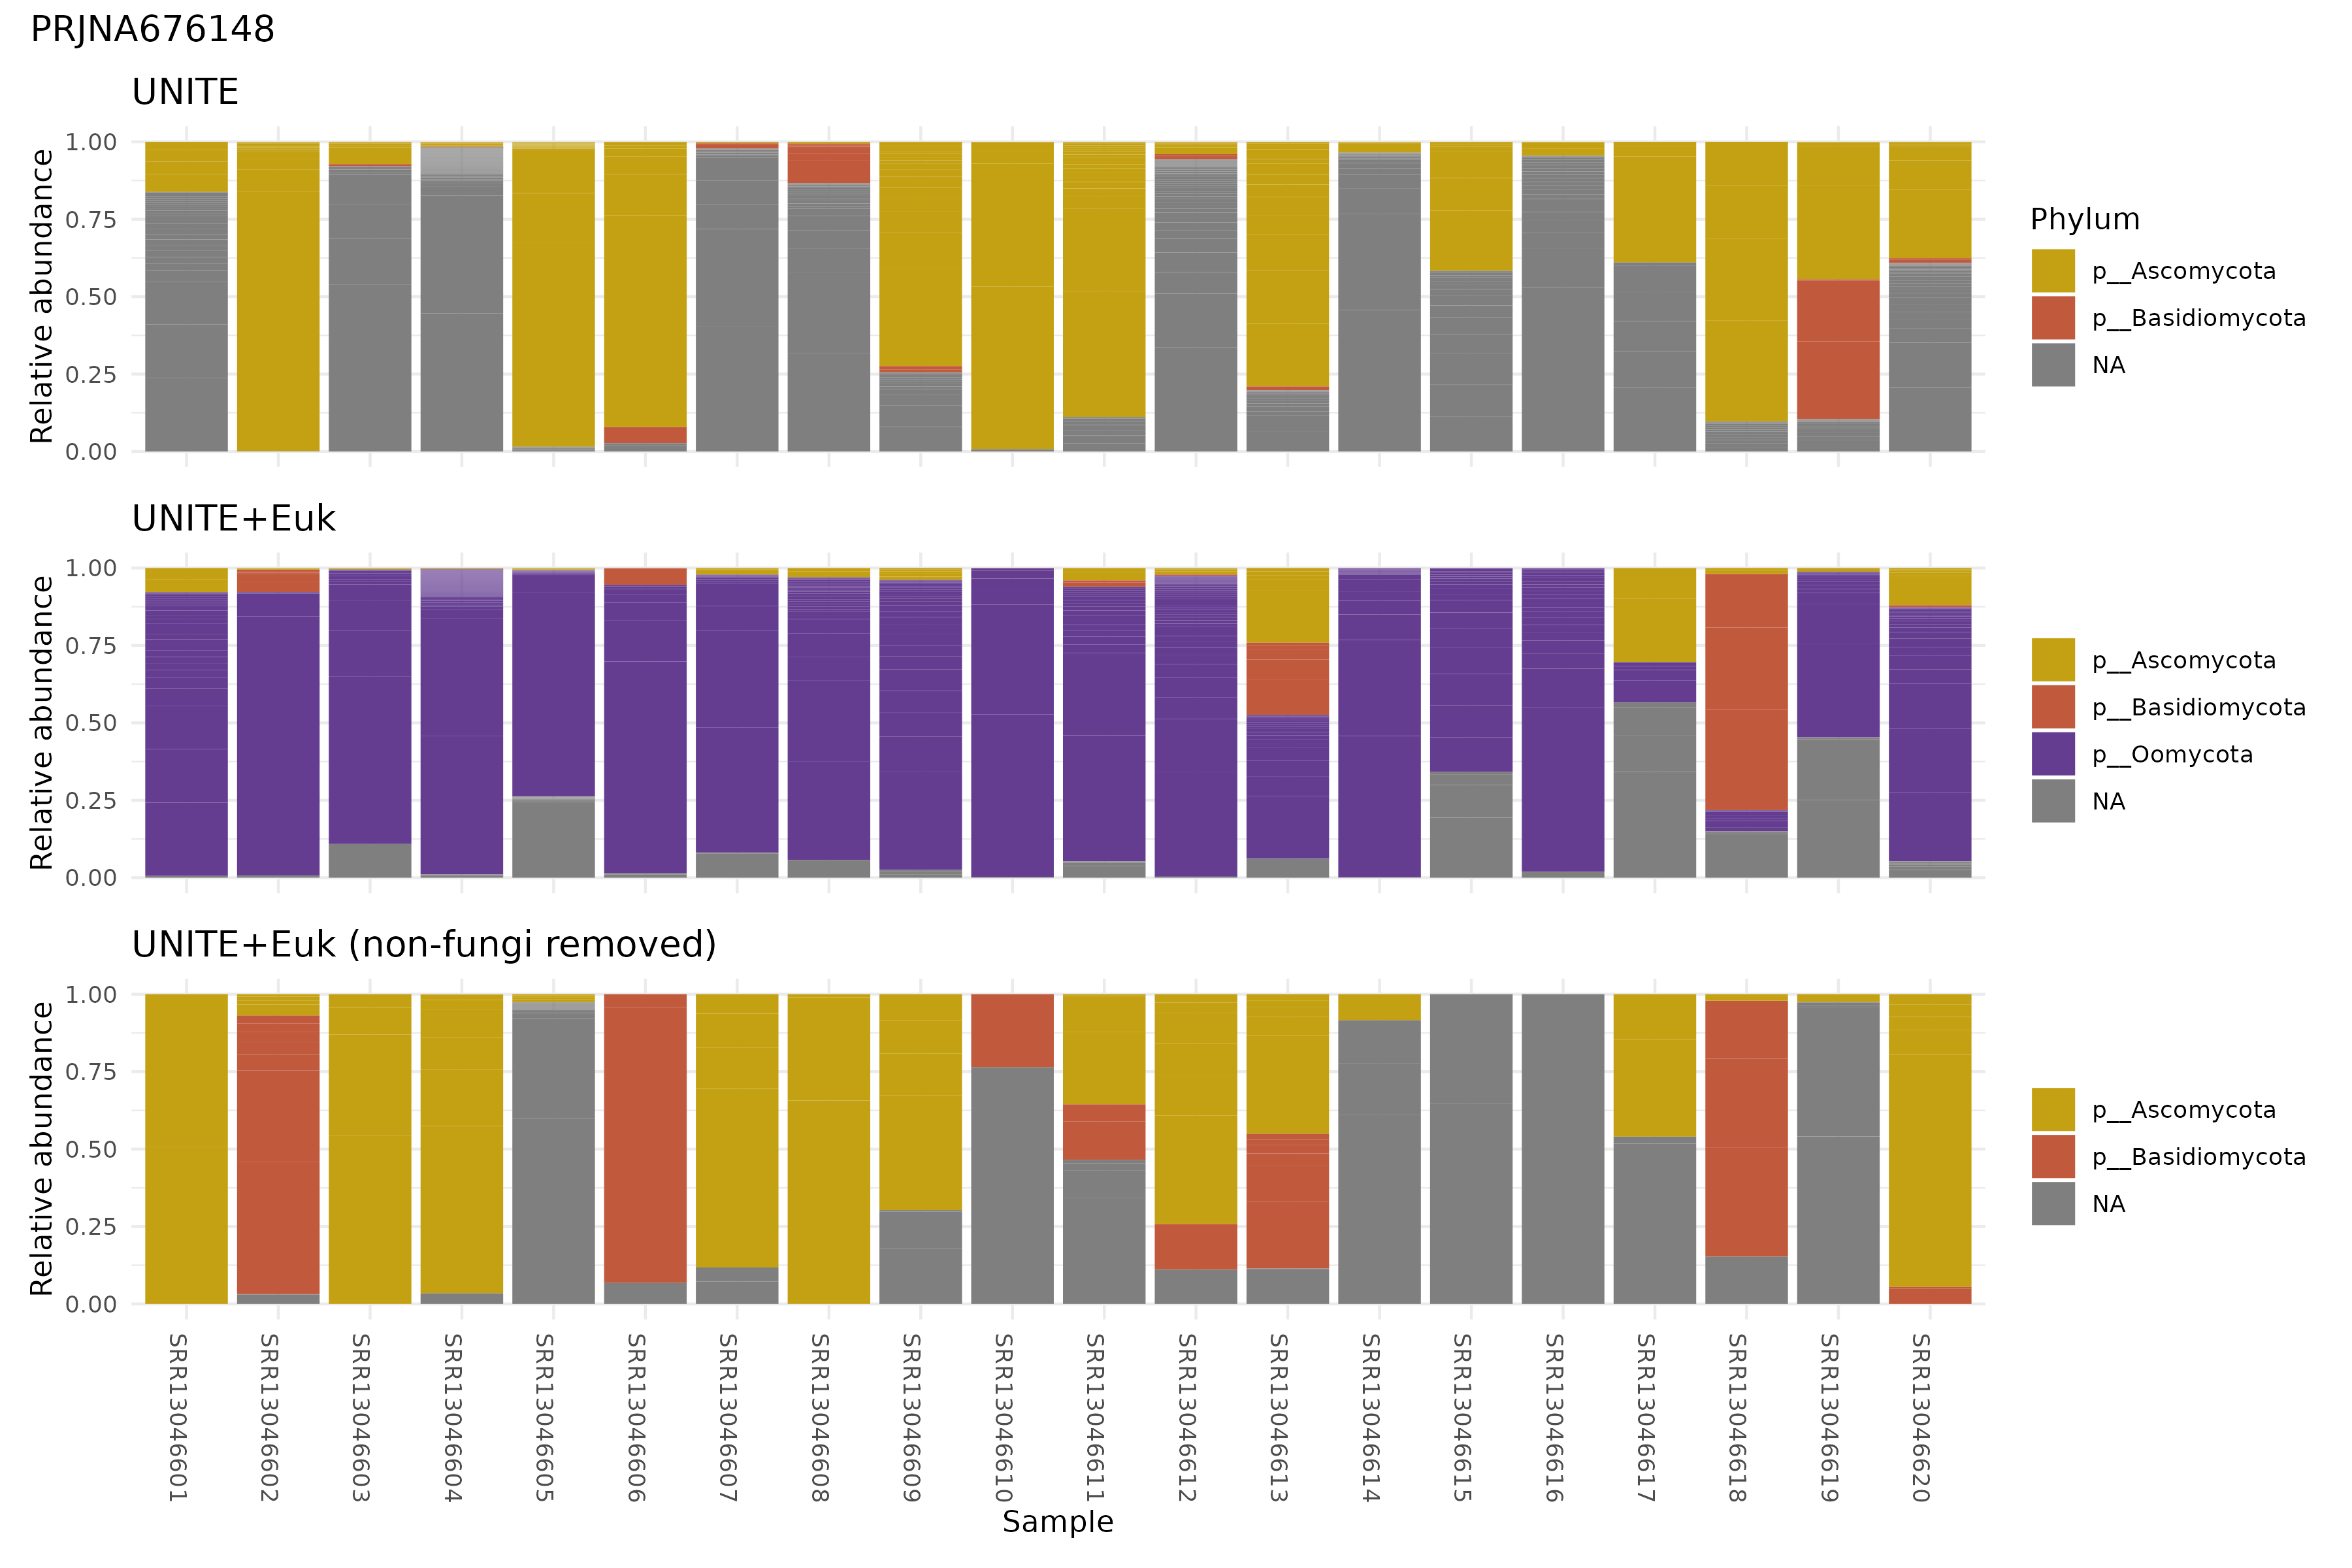 PRJNA676148
UNITE
Relative abundance
1.00
0.75
0.50
0.25
0.00
Phylum
p__Ascomycota
p__Basidiomycota
NA
UNITE+Euk
Relative abundance
1.00
0.75
0.50
0.25
0.00
p__Ascomycota
p__Basidiomycota
p__Oomycota
NA
UNITE+Euk (non-fungi removed)
Relative abundance
1.00
0.75
0.50
0.25
0.00
p__Ascomycota
p__Basidiomycota
NA
SRR13046601
SRR13046602
SRR13046603
SRR13046604
SRR13046605
SRR13046606
SRR13046607
SRR13046608
SRR13046609
SRR13046610
SRR13046611
SRR13046612
SRR13046613
SRR13046614
SRR13046615
SRR13046616
SRR13046617
SRR13046618
SRR13046619
SRR13046620
Sample